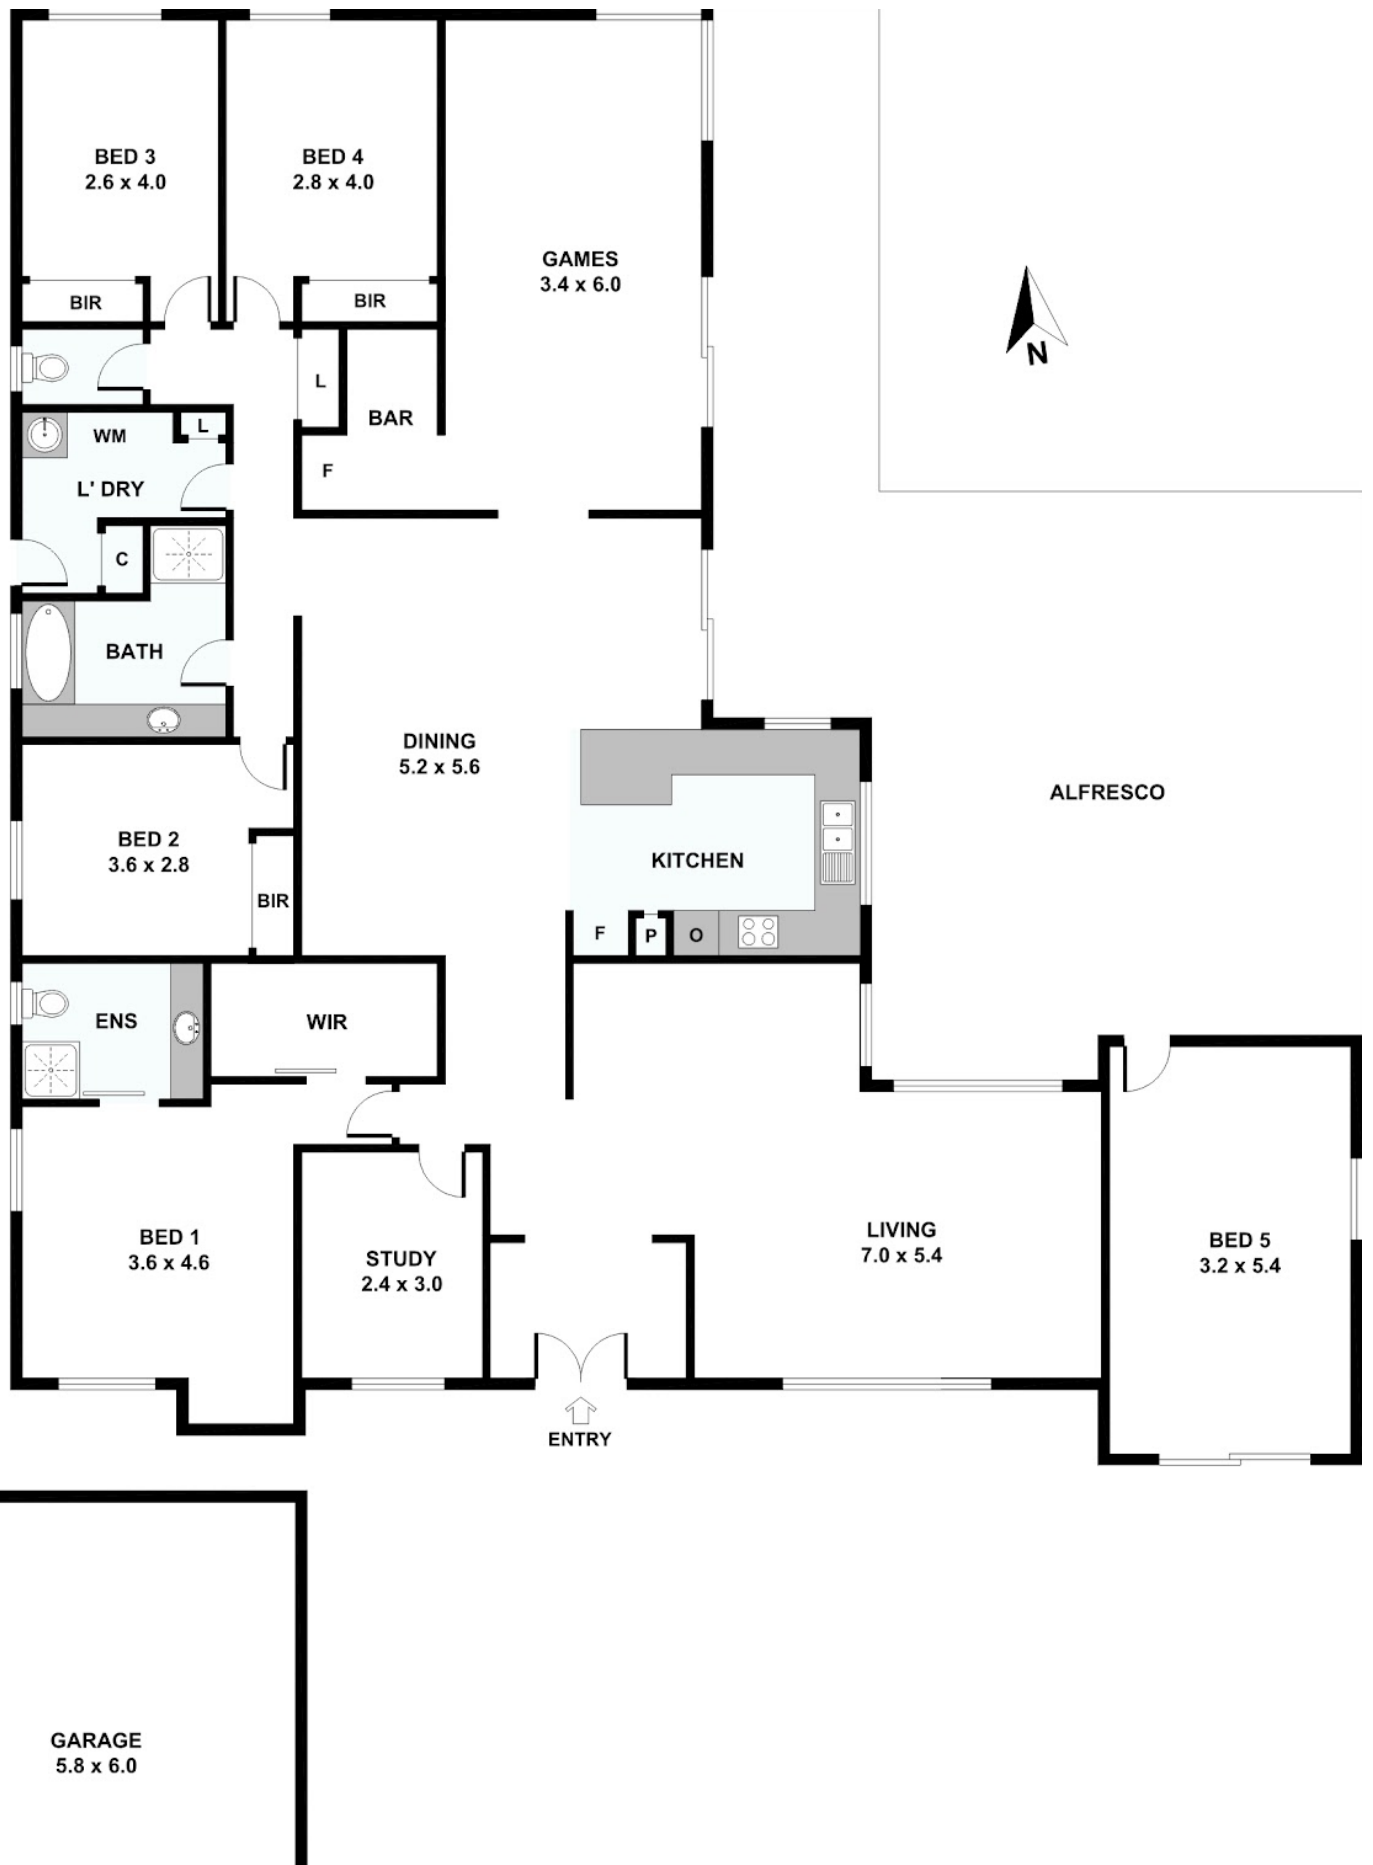 BED 3
2.6 x 4.0
BED 4
2.8 x 4.0
GAMES
3.4 x 6.0
BIR
BIR
N
L
BAR
L
WM
F
L' DRY
C
BATH
DINING
5.2 x 5.6
ALFRESCO
BED 2
3.6 x 2.8
KITCHEN
BIR
F
P
O
ENS
WIR
BED 1
3.6 x 4.6
STUDY
2.4 x 3.0
LIVING
7.0 x 5.4
BED 5
3.2 x 5.4
ENTRY
GARAGE
5.8 x 6.0